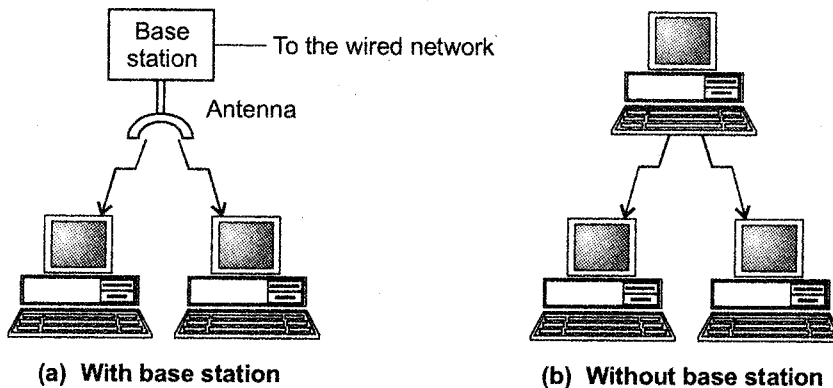 Base
station
To the wired network
Antenna
(a) With base station
(b) Without base station